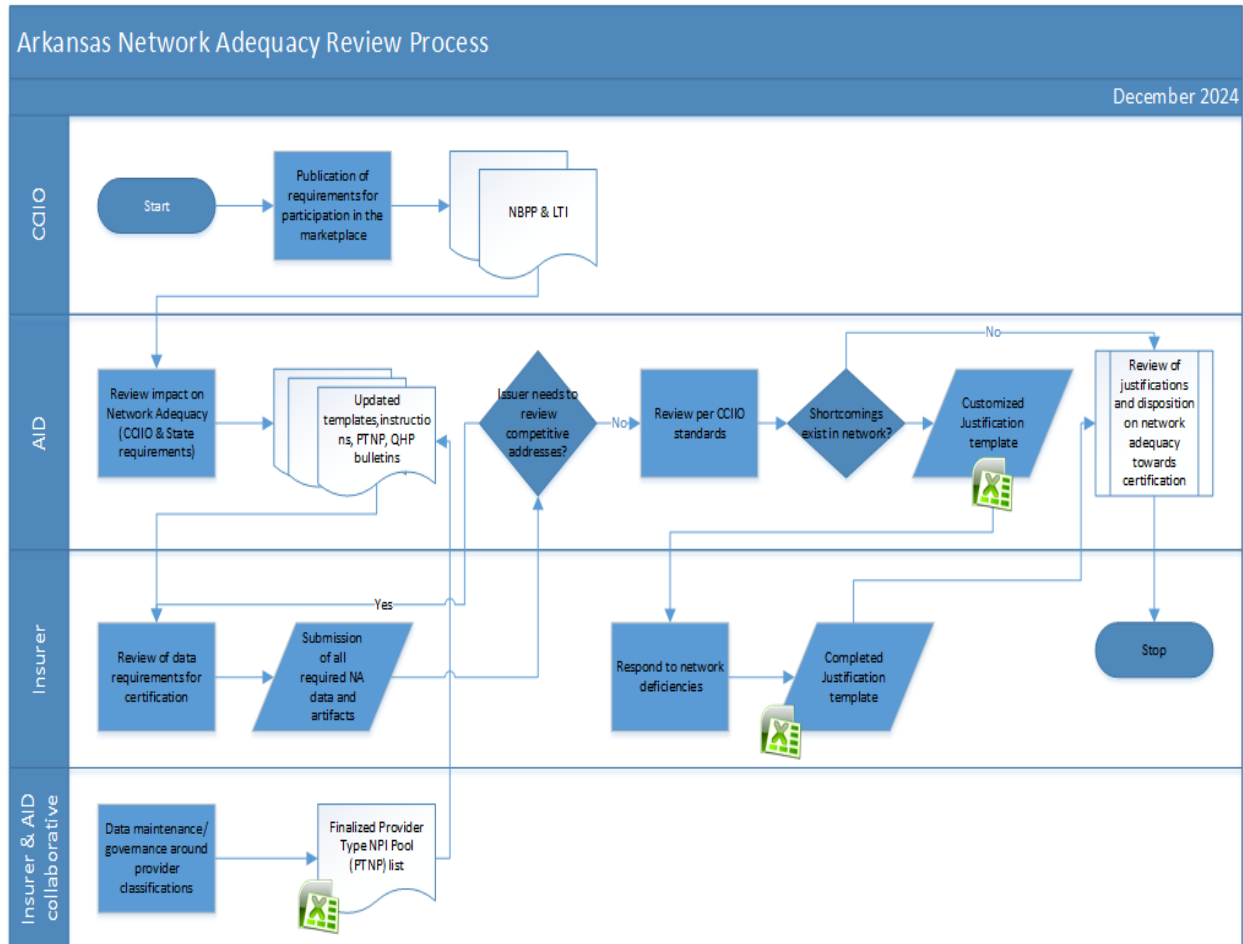 Arkansas Network Adequacy Review Process
December 2024
CCIIO
Start
Publication of
requirements for
participation in the
marketplace
NBPP & LTI
AID
Review impact on
Network Adequacy
(CCIIO & State
requirements)
Updated
templates,instructio
ns, PTNP, QHP
bulletins
Issuer needs to
review
competitive
addresses?
No
Review per CCIIO
standards
Shortcomings
exist in network?
No
Customized
Justification
template
Review of
justifications
and disposition
on network
adequacy
towards
certification
Insurer
Yes
Review of data
requirements for
certification
Submission
of all
required NA
data and
artifacts
Respond to network
deficiencies
Completed
Justification
template
Stop
Insurer & AID
collaborative
Data maintenance/
governance around
provider
classifications
Finalized Provider
Type NPI Pool
(PTNP) list